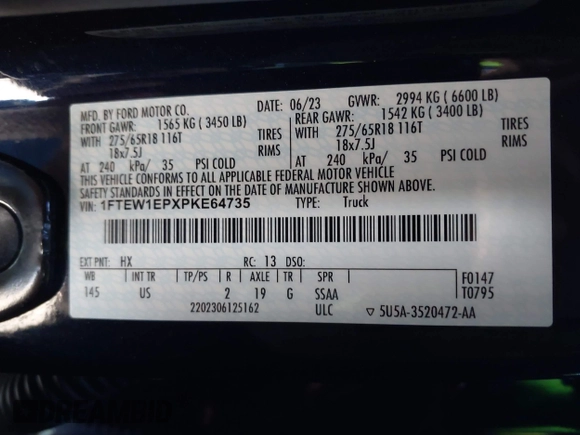 MFD. BY FORD MOTOR CO.
DATE: 06/23 GVWR: 2994 KG ( 6600 LB)
FRONT GAWR: 1565 KG ( 3450 LB)
REAR GAWR: 1542 KG ( 3400 LB)
WITH 275/65R18 116T TIRES
WITH 275/65R18 116T TIRES
18x7.5J RIMS
18x7.5J RIMS
AT 240 kPa/ 35 PSI COLD
AT 240 kPa/ 35 PSI COLD
THIS VEHICLE CONFORMS TO ALL APPLICABLE FEDERAL MOTOR VEHICLE
SAFETY STANDARDS IN EFFECT ON THE DATE OF MANUFACTURE SHOWN ABOVE.
VIN: 1FTEW1EPXPKE64735 TYPE: Truck
EXT PNT: HX RC: 13 DSO:
WB INT TR TP/PS R AXLE TR SPR F0147
145 US 2 19 G SSAA T0795
2202306125162 ULC ▽ 5U5A-3520472-AA
DREAMBID